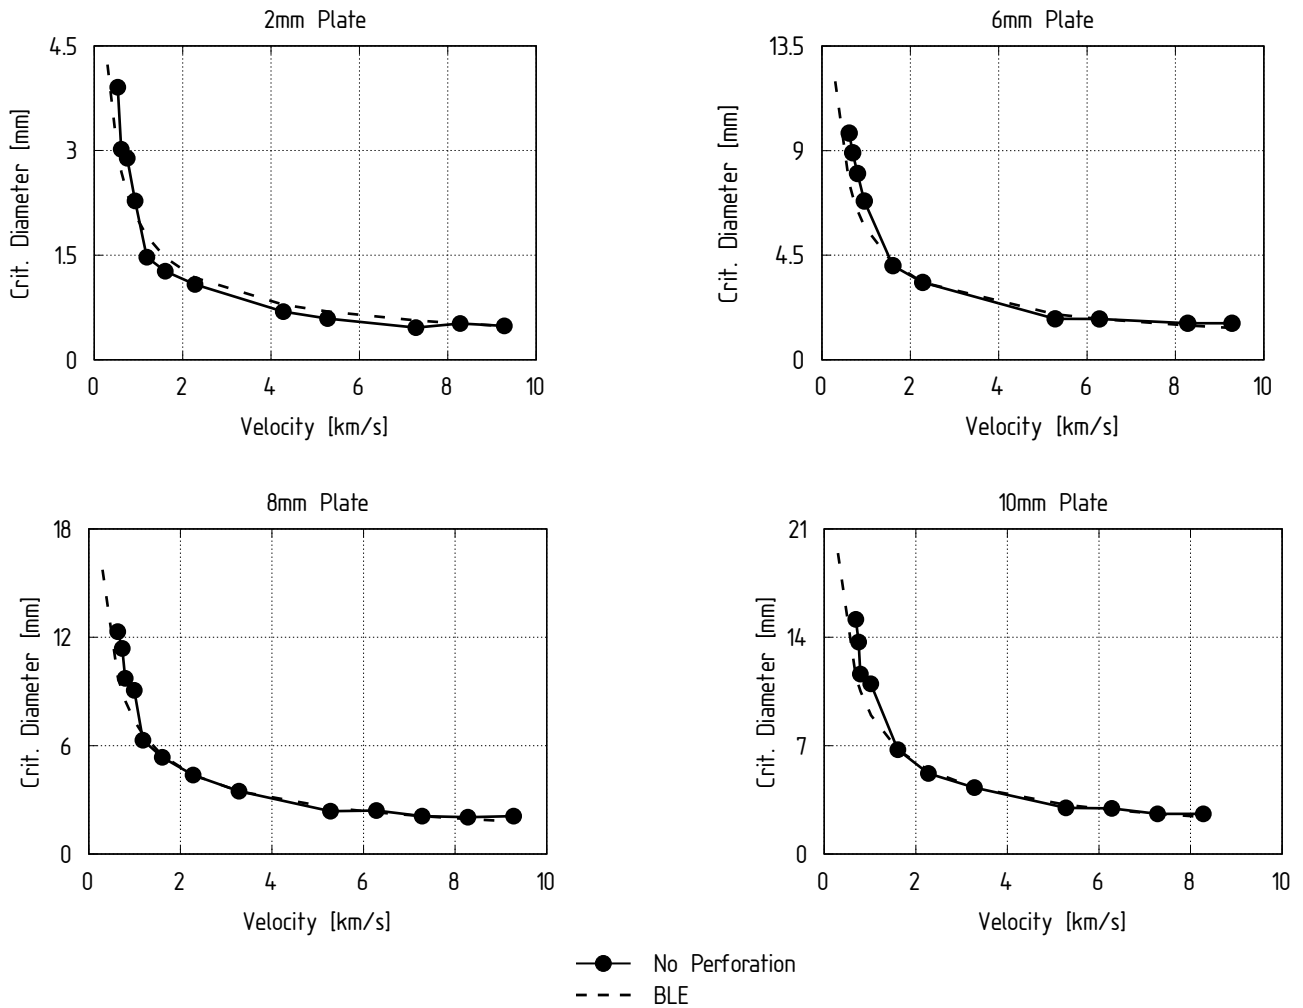 2mm Plate
4.5
3
1.5
0
0 2 4 6 8 10
Crit. Diameter [mm]
Velocity [km/s]
6mm Plate
13.5
9
4.5
0
0 2 4 6 8 10
Crit. Diameter [mm]
Velocity [km/s]
8mm Plate
18
12
6
0
0 2 4 6 8 10
Crit. Diameter [mm]
Velocity [km/s]
10mm Plate
21
14
7
0
0 2 4 6 8 10
Crit. Diameter [mm]
Velocity [km/s]
No Perforation
BLE